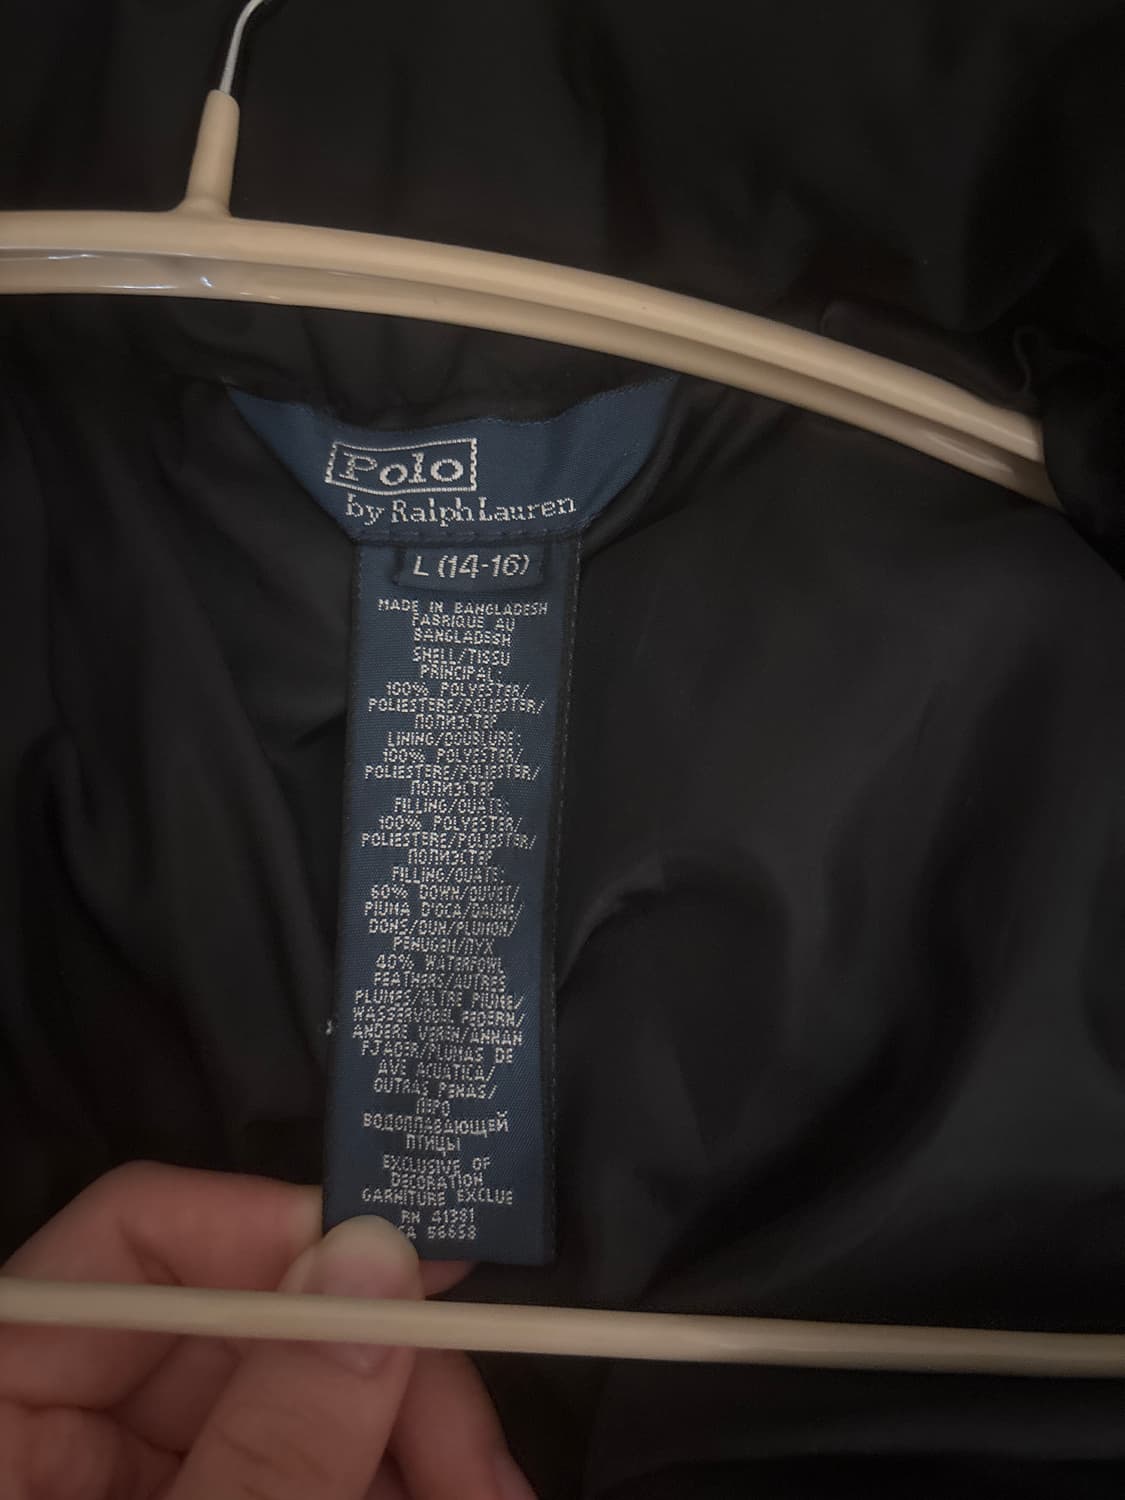 Polo
by Ralph Lauren
L (14-16)
MADE IN BANGLADESH
FABRIQUE AU
BANGLADESH
SHELL/TISSU
PRINCIPAL:
100% POLYESTER/
POLIESTERE/POLIESTER/
ПОЛИЭСТЕР
LINING/DOUBLURE:
100% POLYESTER/
POLIESTERE/POLIESTER/
ПОЛИЭСТЕР
FILLING/OUATE:
100% POLYESTER/
POLIESTERE/POLIESTER/
ПОЛИЭСТЕР
FILLING/OUATE:
60% DOWN/DUVET/
PIUMA D'OCA/DAUNE/
DONS/DUN/PLUMON/
PENUGEM/ПУХ
40% WATERFOWL
FEATHERS/AUTRES
PLUMES/ALTRE PIUME/
WASSERVOGEL FEDERN/
ANDERE VEREN/ANNAN
FJADER/PLUMAS DE
AVE ACUATICA/
OUTRAS PENAS/
ПЕРО
ВОДОПЛАВАЮЩЕЙ
ПТИЦЫ
EXCLUSIVE OF
DECORATION
GARNITURE EXCLUE
RN 41381
CA 56658